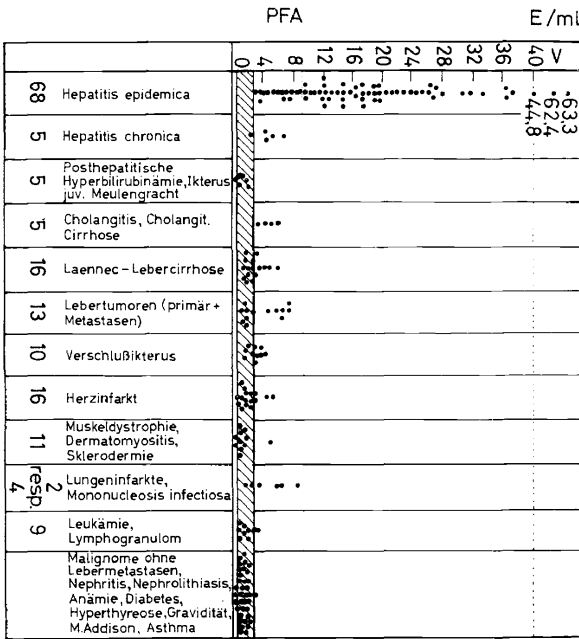 PFA E/ml
0 4 8 12 16 20 24 28 32 36 40 >
44,8
62,4
63,3
68 Hepatitis epidemica
5 Hepatitis chronica
5 Posthepatitische
Hyperbilirubinämie, Ikterus
juv. Meulengracht
5 Cholangitis, Cholangit.
Cirrhose
16 Laennec-Lebercirrhose
13 Lebertumoren (primär+
Metastasen)
10 Verschlußikterus
16 Herzinfarkt
11 Muskeldystrophie,
Dermatomyositis,
Sklerodermie
2
resp.
4
Lungeninfarkte,
Mononucleosis infectiosa
9 Leukämie,
Lymphogranulom
Malignome ohne
Lebermetastasen,
Nephritis, Nephrolithiasis,
Anämie, Diabetes,
Hyperthyreose, Gravidität,
M.Addison, Asthma